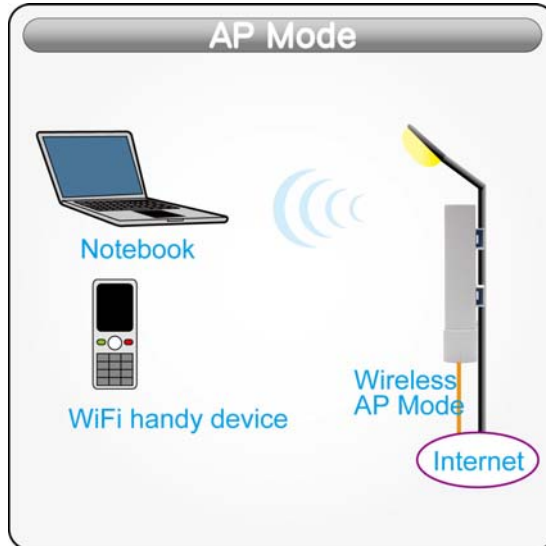 AP Mode
Notebook
WiFi handy device
Wireless
AP Mode
Internet